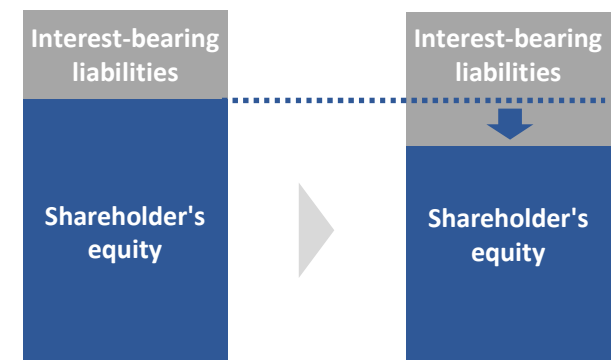 Interest-bearing
liabilities
Shareholder's
equity
Interest-bearing
liabilities
Shareholder's
equity